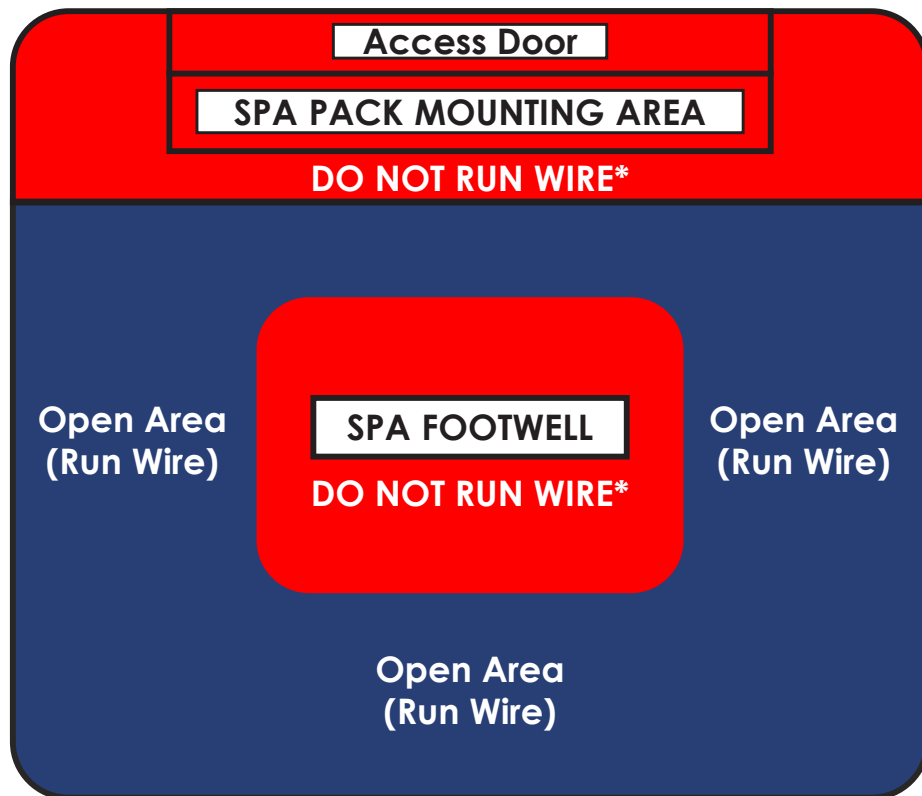 Access Door
SPA PACK MOUNTING AREA
DO NOT RUN WIRE*
Open Area
(Run Wire)
SPA FOOTWELL
DO NOT RUN WIRE*
Open Area
(Run Wire)
Open Area
(Run Wire)